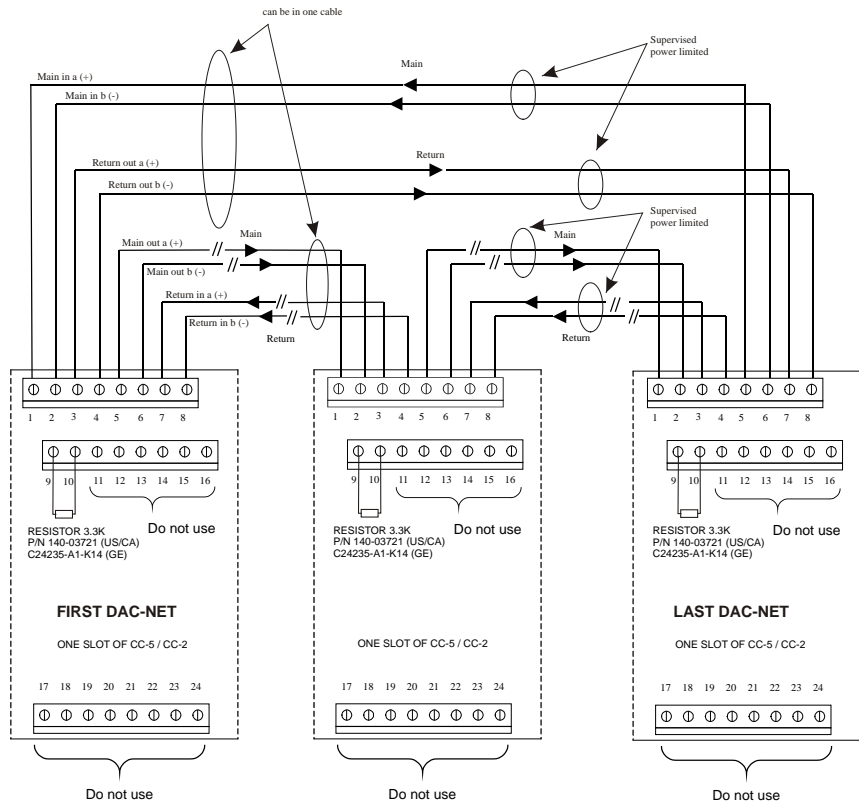 can be in one cable
Supervised
power limited
Main in a (+)
Main
Main in b (-)
Return out a (+)
Return
Return out b (-)
Supervised
power limited
Main out a (+)
Main
Main
Main out b (-)
Return in a (+)
Return in b (-)
Return
Return
1 2 3 4 5 6 7 8
1 2 3 4 5 6 7 8
1 2 3 4 5 6 7 8
9 10 11 12 13 14 15 16
9 10 11 12 13 14 15 16
9 10 11 12 13 14 15 16
Do not use
Do not use
Do not use
RESISTOR 3.3K
P/N 140-03721 (US/CA)
C24235-A1-K14 (GE)
RESISTOR 3.3K
P/N 140-03721 (US/CA)
C24235-A1-K14 (GE)
RESISTOR 3.3K
P/N 140-03721 (US/CA)
C24235-A1-K14 (GE)
FIRST DAC-NET
LAST DAC-NET
ONE SLOT OF CC-5 / CC-2
ONE SLOT OF CC-5 / CC-2
ONE SLOT OF CC-5 / CC-2
17 18 19 20 21 22 23 24
17 18 19 20 21 22 23 24
17 18 19 20 21 22 23 24
Do not use
Do not use
Do not use